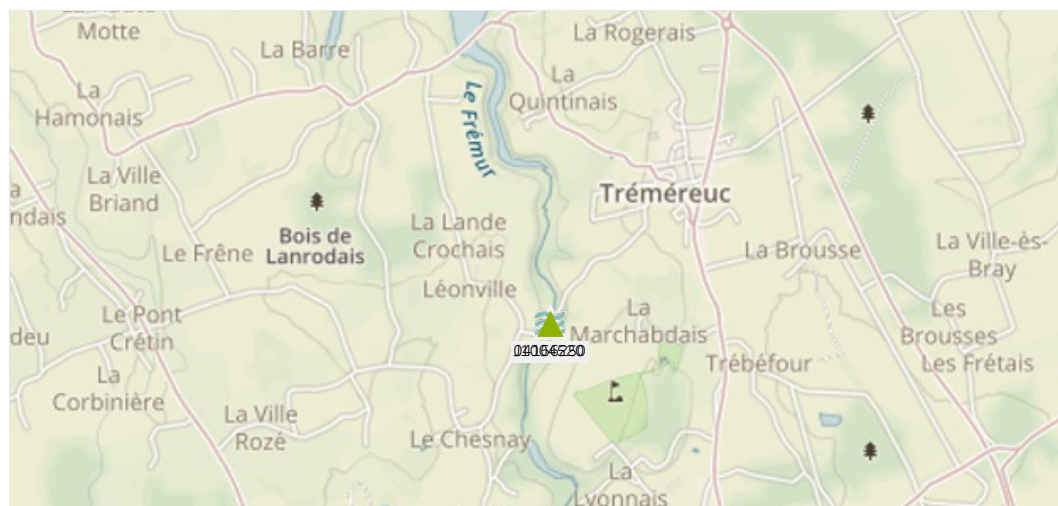 Motte
La Barre
La Rogerais
La
Quintinais
La
Hamonais
Le Frémur
La Ville
Briand
Tréméreuc
ndais
La Lande
Crochais
Bois de
Lanrodais
Le Frêne
La Brousse
La Ville-ès-
Bray
Léonville
Le Pont
Crétin
La
Marchabdais
Les
Brousses
deu
Trébéfour
Les Frétais
La
Corbinière
La Ville
Rozé
Le Chesnay
La
Lyonnais